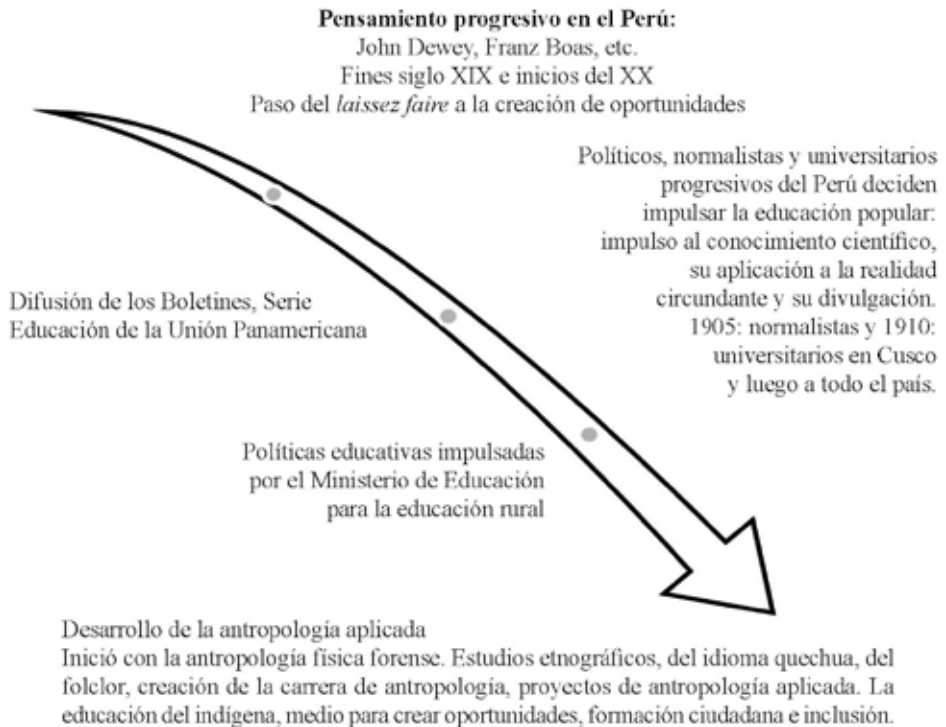 Pensamiento progresivo en el Perú:
John Dewey, Franz Boas, etc.
Fines siglo XIX e inicios del XX
Paso del laissez faire a la creación de oportunidades
Políticos, normalistas y universitarios
progresivos del Perú deciden
impulsar la educación popular:
impulso al conocimiento científico,
su aplicación a la realidad
circundante y su divulgación.
1905: normalistas y 1910:
universitarios en Cusco
y luego a todo el país.
Difusión de los Boletines, Serie
Educación de la Unión Panamericana
Políticas educativas impulsadas
por el Ministerio de Educación
para la educación rural
Desarrollo de la antropología aplicada
Inició con la antropología física forense. Estudios etnográficos, del idioma quechua, del
folclor, creación de la carrera de antropología, proyectos de antropología aplicada. La
educación del indígena, medio para crear oportunidades, formación ciudadana e inclusión.